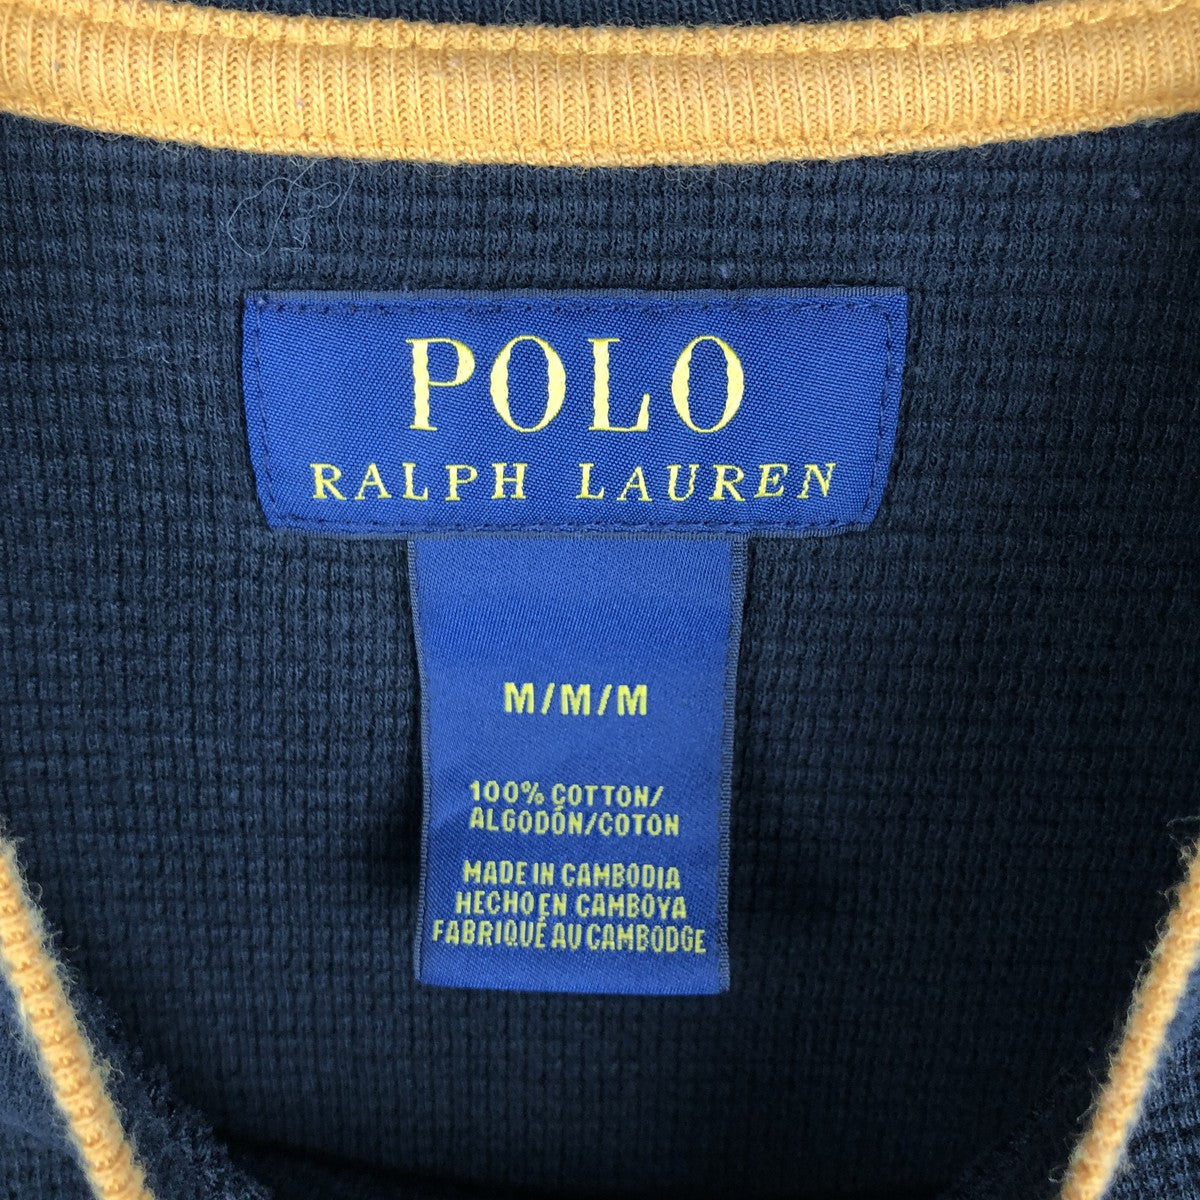 POLO
RALPH LAUREN
M/M/M
100% COTTON/
ALGODÓN/COTON
MADE IN CAMBODIA
HECHO EN CAMBOYA
FABRIQUÉ AU CAMBODGE